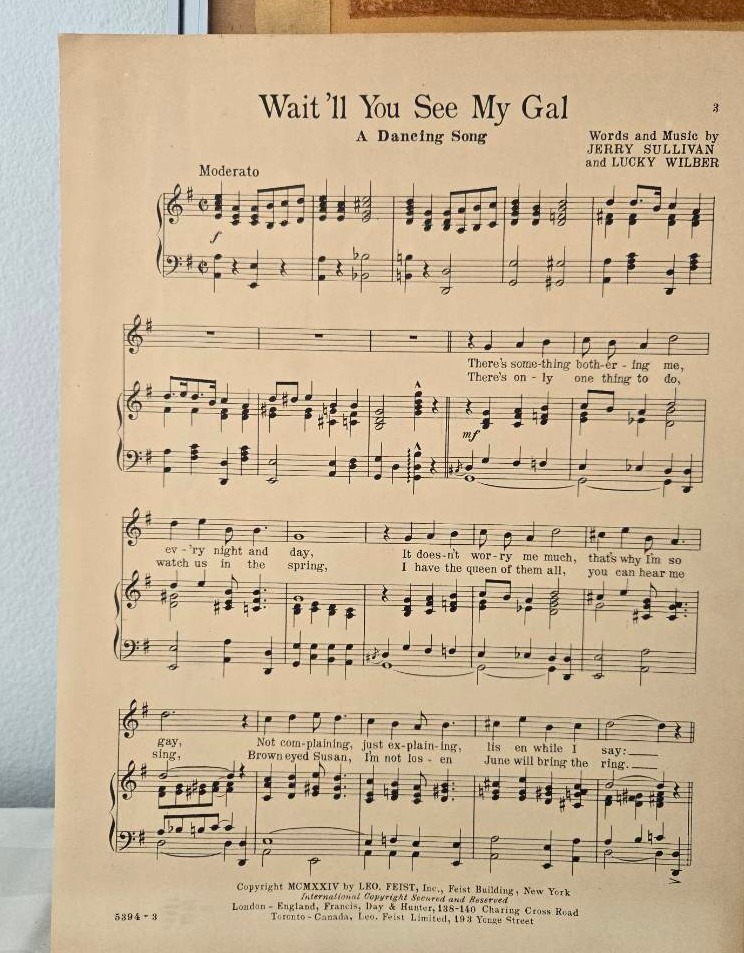 Wait'll You See My Gal
3
A Dancing Song
Words and Music by
JERRY SULLIVAN
and LUCKY WILBER
Moderato
f
There's some-thing both-er - ing me,
There's on - ly one thing to do,
mf
ev - 'ry night and day, It does-n't wor-ry me much, that's why I'm so
watch us in the spring, I have the queen of them all, you can hear me
gay, Not com-plaining, just ex-plain-ing, lis en while I say:
sing, Brown eyed Susan, I'm not los - en June will bring the ring.
Copyright MCMXXIV by LEO. FEIST, Inc., Feist Building, New York
International Copyright Secured and Reserved
London - England, Francis, Day & Hunter, 138-140 Charing Cross Road
5394 - 3 Toronto - Canada, Leo. Feist Limited, 193 Yonge Street